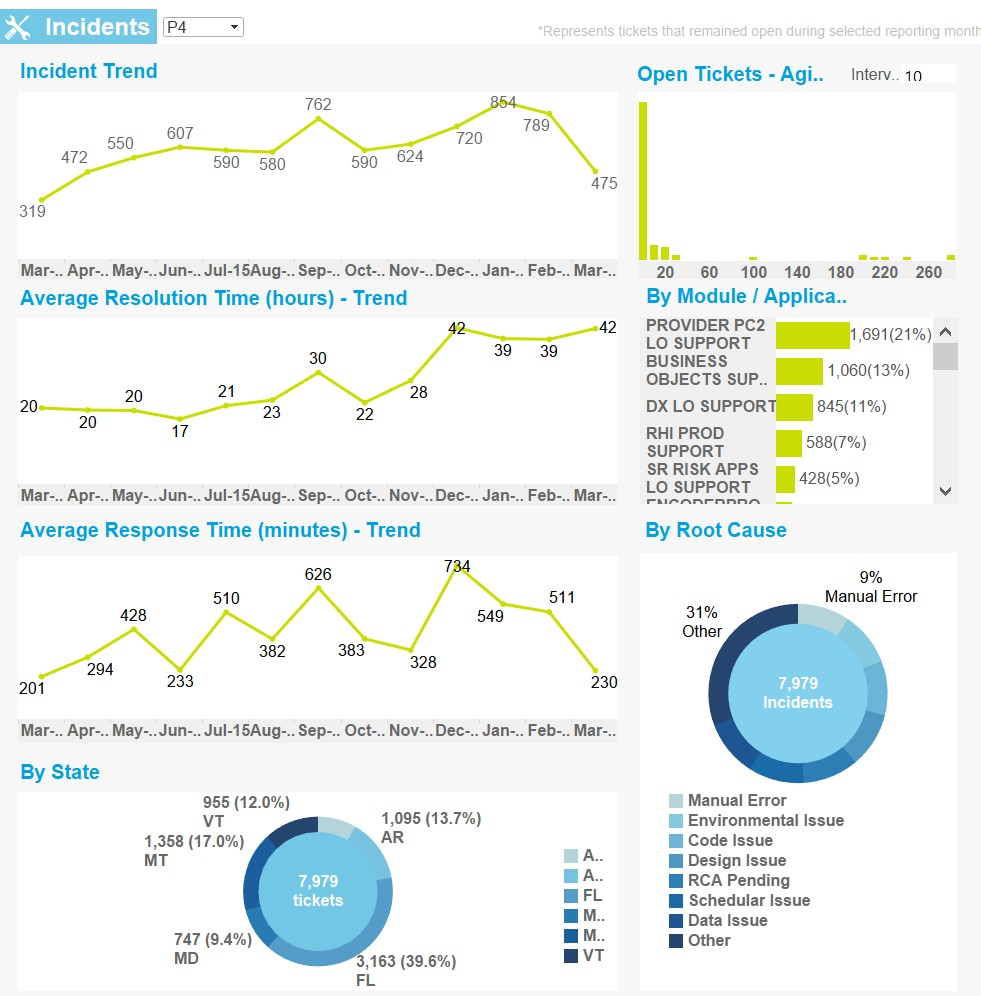 Incidents
P4
*Represents tickets that remained open during selected reporting month
Incident Trend
319
472
550
607
590
580
762
590
624
720
854
789
475
Mar-.. Apr-.. May-.. Jun-.. Jul-15 Aug-.. Sep-.. Oct-.. Nov-.. Dec-.. Jan-.. Feb-.. Mar-..
Open Tickets - Agi..
Interv.. 10
20 60 100 140 180 220 260
Average Resolution Time (hours) - Trend
20
20
20
17
21
23
30
22
28
42
39
39
42
Mar-.. Apr-.. May-.. Jun-.. Jul-15 Aug-.. Sep-.. Oct-.. Nov-.. Dec-.. Jan-.. Feb-.. Mar-..
By Module / Applica..
PROVIDER PC2
LO SUPPORT
1,691(21%)
BUSINESS
OBJECTS SUP..
1,060(13%)
DX LO SUPPORT
845(11%)
RHI PROD
SUPPORT
588(7%)
SR RISK APPS
LO SUPPORT
428(5%)
Average Response Time (minutes) - Trend
201
294
428
233
510
382
626
383
328
734
549
511
230
Mar-.. Apr-.. May-.. Jun-.. Jul-15 Aug-.. Sep-.. Oct-.. Nov-.. Dec-.. Jan-.. Feb-.. Mar-..
By Root Cause
9%
Manual Error
31%
Other
7,979
Incidents
Manual Error
Environmental Issue
Code Issue
Design Issue
RCA Pending
Schedular Issue
Data Issue
Other
By State
955 (12.0%)
VT
1,095 (13.7%)
AR
1,358 (17.0%)
MT
7,979
tickets
747 (9.4%)
MD
3,163 (39.6%)
FL
A..
A..
FL
M..
M..
VT